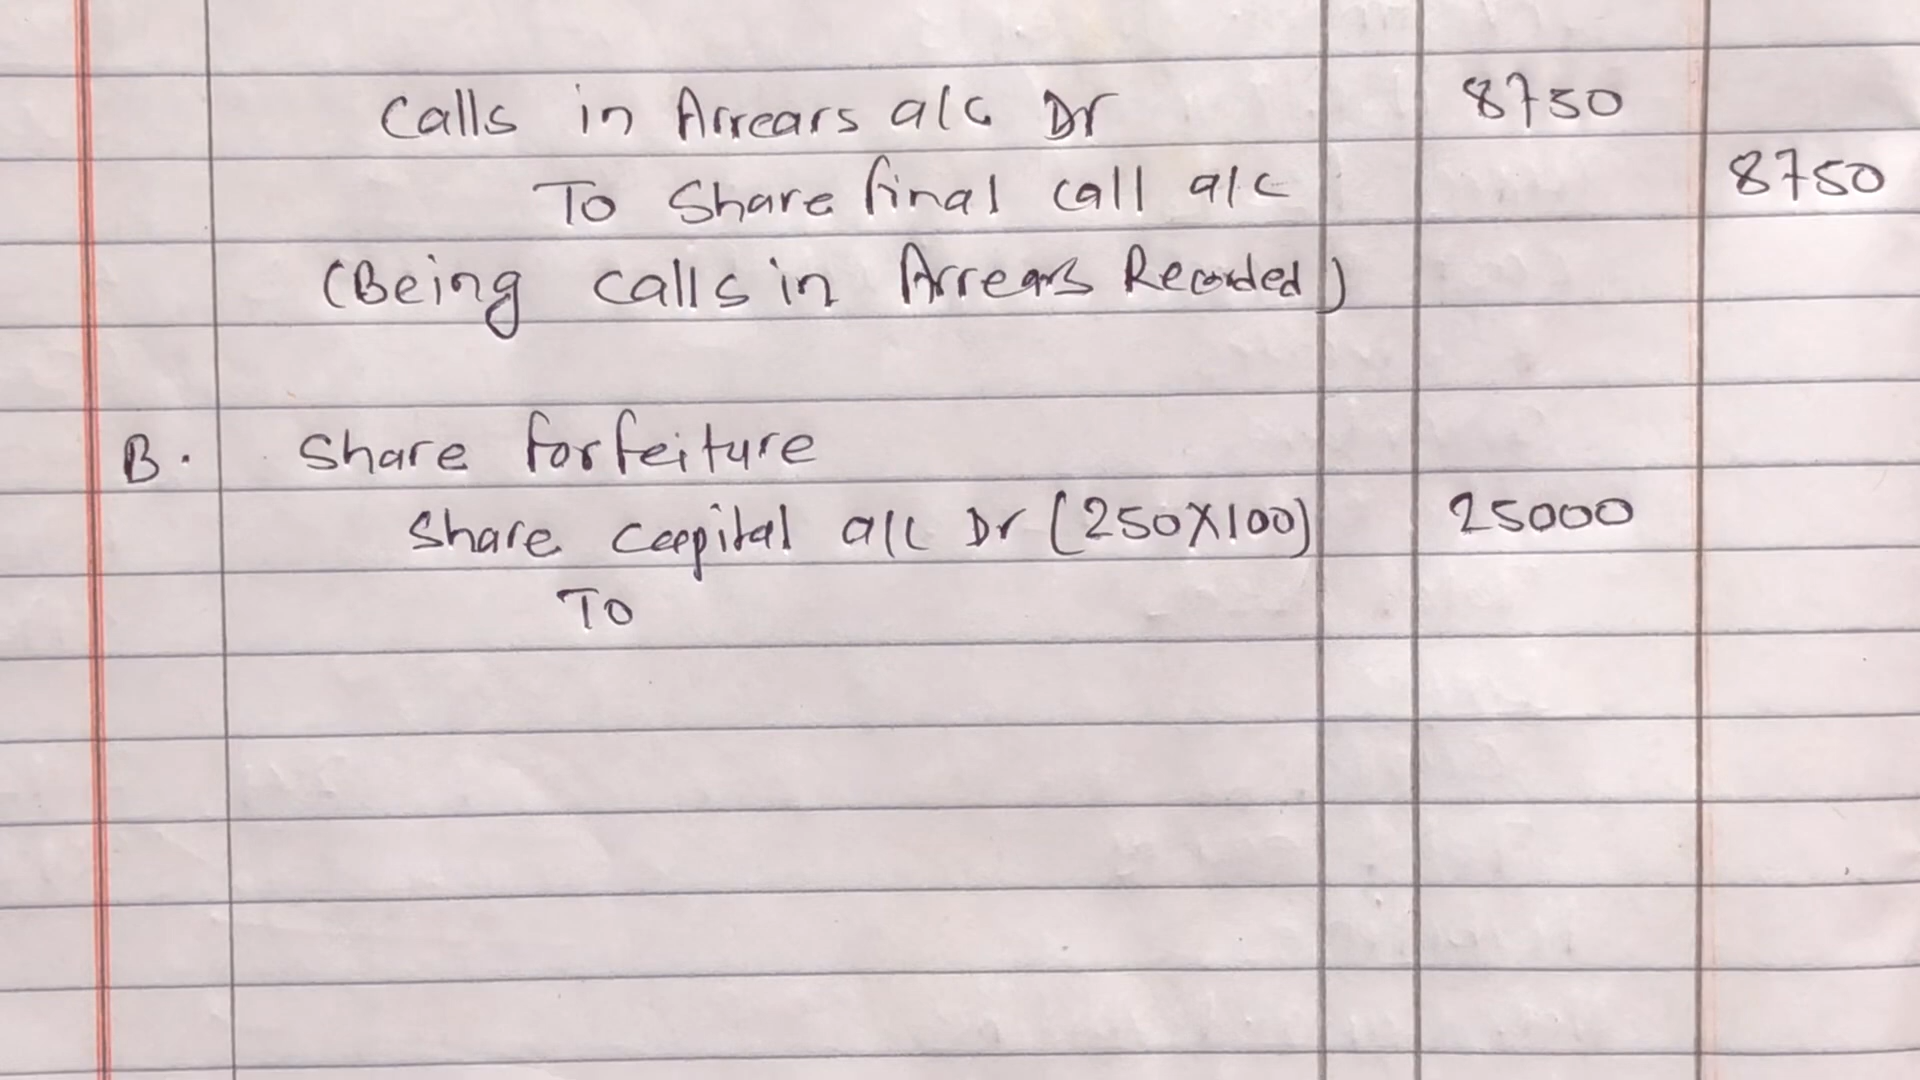 Calls in Arrears a/c Dr 8750
To Share final call a/c 8750
(Being calls in Arrears Recorded)
B. Share forfeiture
Share capital a/c Dr (250X100) 25000
To